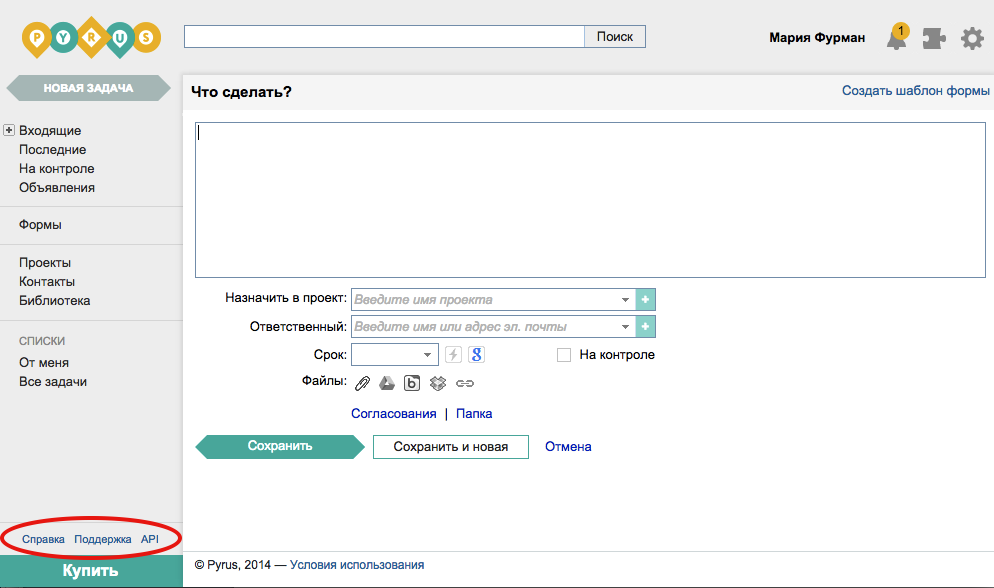 PYRUS
Поиск
Мария Фурман
1
НОВАЯ ЗАДАЧА
Входящие
Последние
На контроле
Объявления
Формы
Проекты
Контакты
Библиотека
СПИСКИ
От меня
Все задачи
Справка Поддержка API
Купить
Что сделать?
Создать шаблон формы
Назначить в проект: Введите имя проекта
Ответственный: Введите имя или адрес эл. почты
Срок: 8 На контроле
Файлы: b
Согласования | Папка
Сохранить Сохранить и новая Отмена
© Pyrus, 2014 — Условия использования